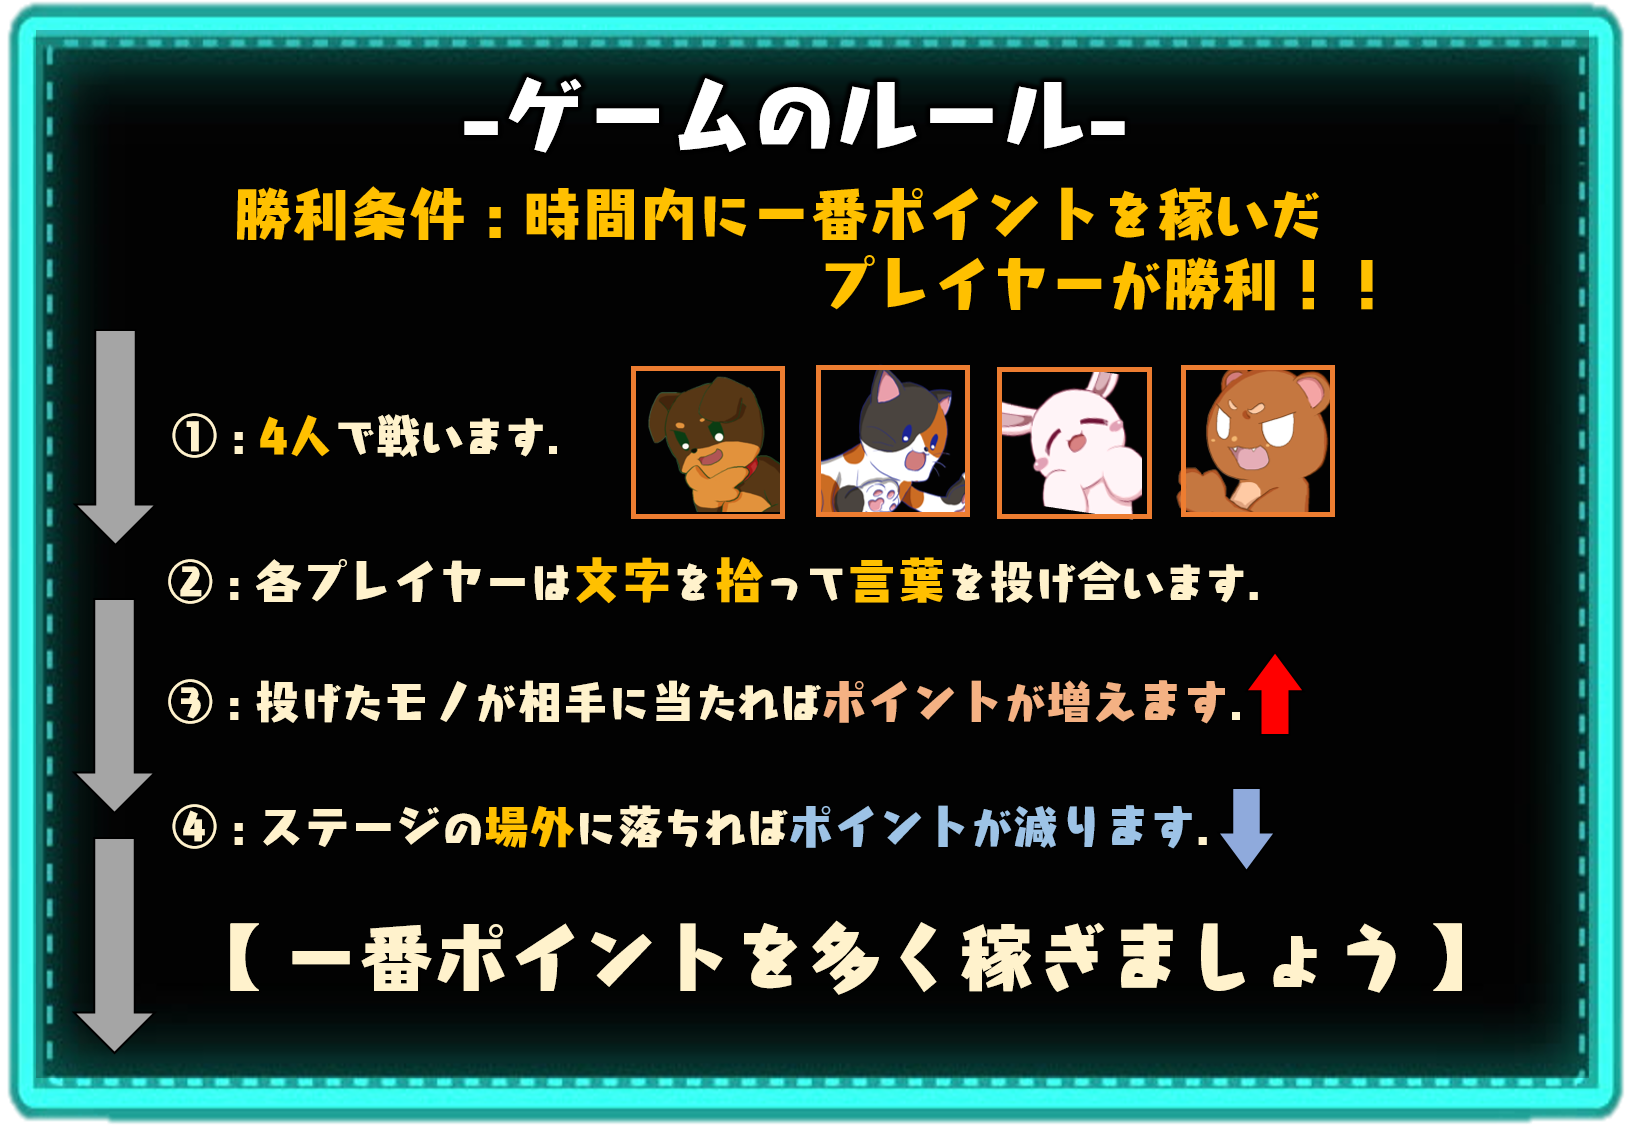 -ゲームのルール-
勝利条件：時間内に一番ポイントを稼いだ
プレイヤーが勝利！！
①：4人で戦います.
②：各プレイヤーは文字を拾って言葉を投げ合います.
③：投げたモノが相手に当たればポイントが増えます.
④：ステージの場外に落ちればポイントが減ります.
【一番ポイントを多く稼ぎましょう】